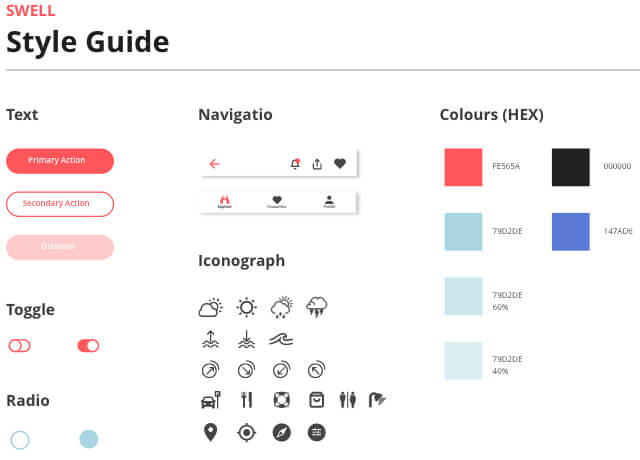 SWELL
Style Guide
Text
Navigatio
Colours (HEX)
Primary Action
Secondary Action
Disabled
Explore
Favourites
Profile
FE565A
000000
79D2DE
147AD6
79D2DE
60%
79D2DE
40%
Iconograph
Toggle
Radio